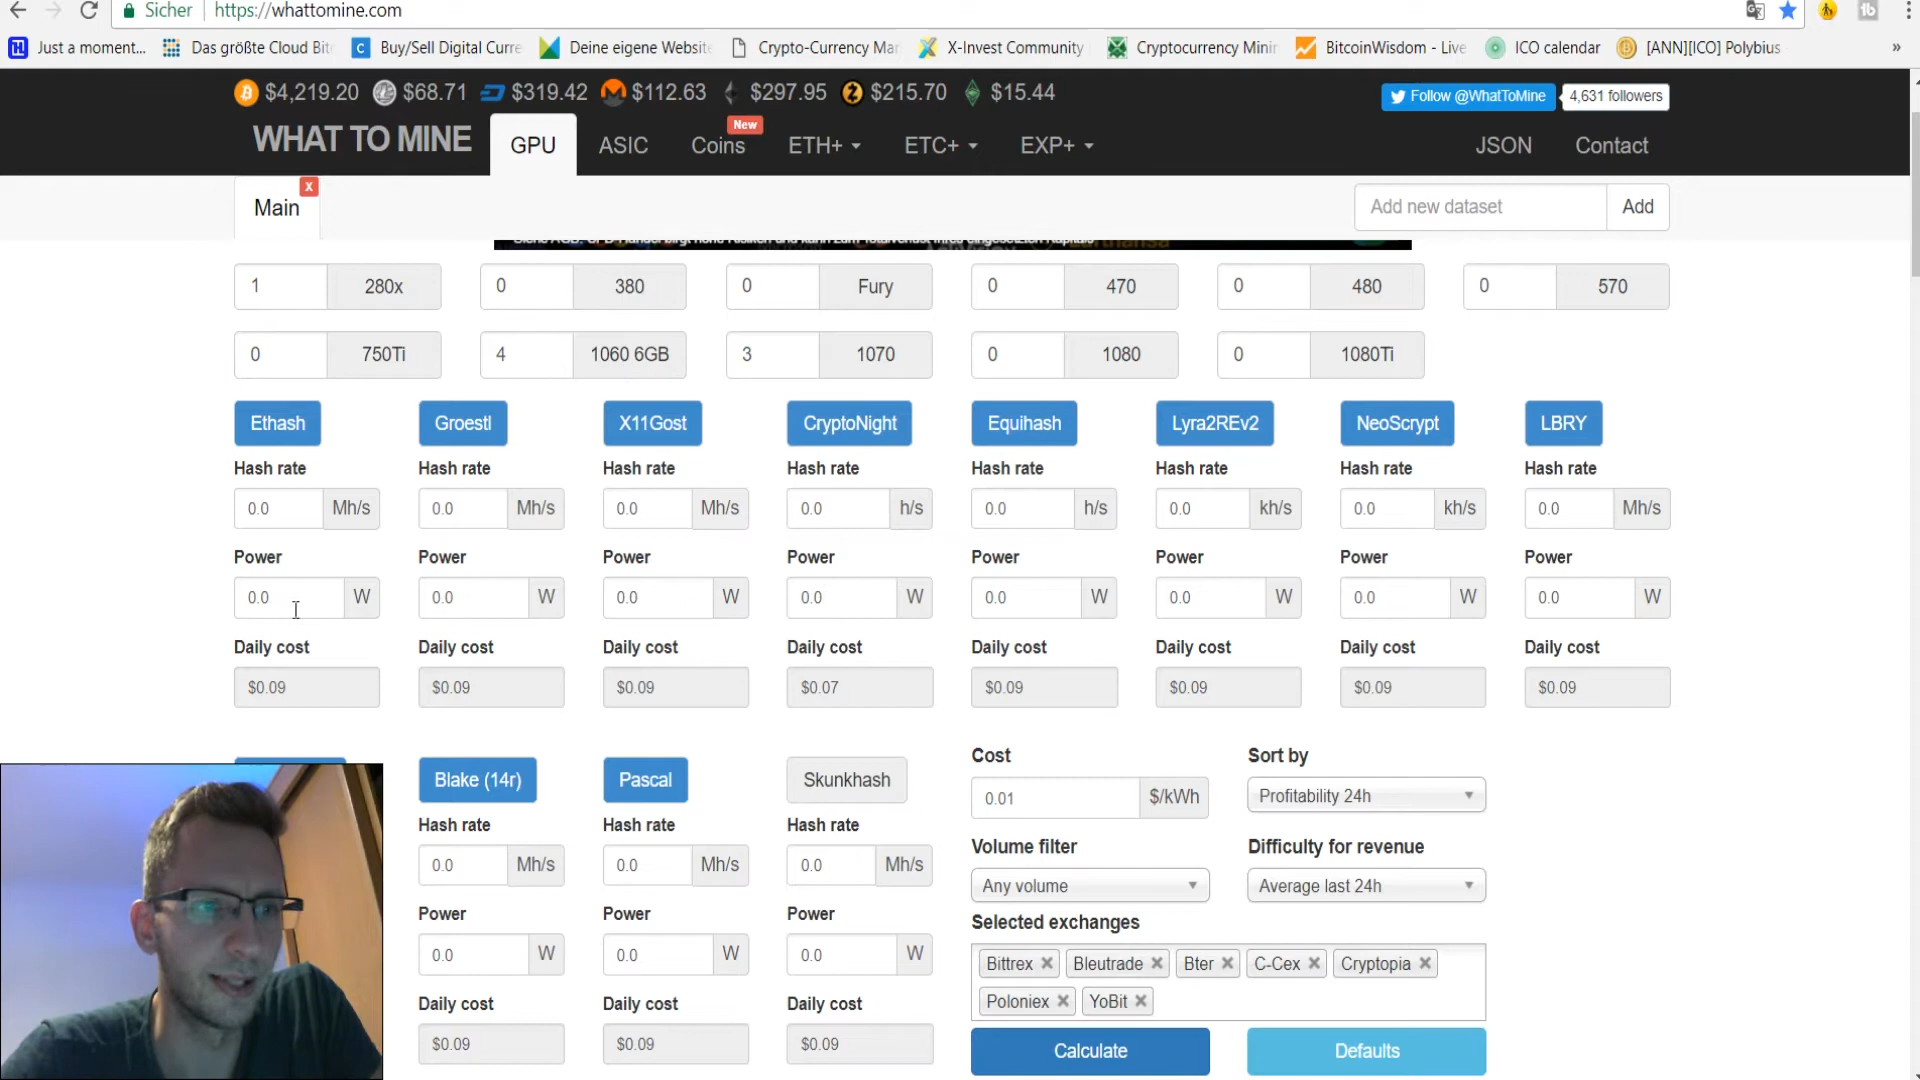 Sicher https://whattomine.com
Just a moment... Das größte Cloud Bit Buy/Sell Digital Curre Deine eigene Website Crypto-Currency Mar X-Invest Community Cryptocurrency Minin BitcoinWisdom - Live ICO calendar [ANN][ICO] Polybius »
$4,219.20 $68.71 $319.42 $112.63 $297.95 $215.70 $15.44 Follow @WhatToMine 4,631 followers
New
WHAT TO MINE GPU ASIC Coins ETH+ ETC+ EXP+ JSON Contact
x
Main Add new dataset Add
1 280x 0 380 0 Fury 0 470 0 480 0 570
0 750Ti 4 1060 6GB 3 1070 0 1080 0 1080Ti
Ethash Groestl X11Gost CryptoNight Equihash Lyra2REv2 NeoScrypt LBRY
Hash rate Hash rate Hash rate Hash rate Hash rate Hash rate Hash rate Hash rate
0.0 Mh/s 0.0 Mh/s 0.0 Mh/s 0.0 h/s 0.0 h/s 0.0 kh/s 0.0 kh/s 0.0 Mh/s
Power Power Power Power Power Power Power Power
0.0 W 0.0 W 0.0 W 0.0 W 0.0 W 0.0 W 0.0 W 0.0 W
Daily cost Daily cost Daily cost Daily cost Daily cost Daily cost Daily cost Daily cost
$0.09 $0.09 $0.09 $0.07 $0.09 $0.09 $0.09 $0.09
Blake (14r) Pascal Skunkhash
Hash rate Hash rate Hash rate
0.0 Mh/s 0.0 Mh/s 0.0 Mh/s
Power Power Power
0.0 W 0.0 W 0.0 W
Daily cost Daily cost Daily cost
$0.09 $0.09 $0.09
Cost Sort by
0.01 $/kWh Profitability 24h
Volume filter Difficulty for revenue
Any volume Average last 24h
Selected exchanges
Bittrex × Bleutrade × Bter × C-Cex × Cryptopia ×
Poloniex × YoBit ×
Calculate Defaults